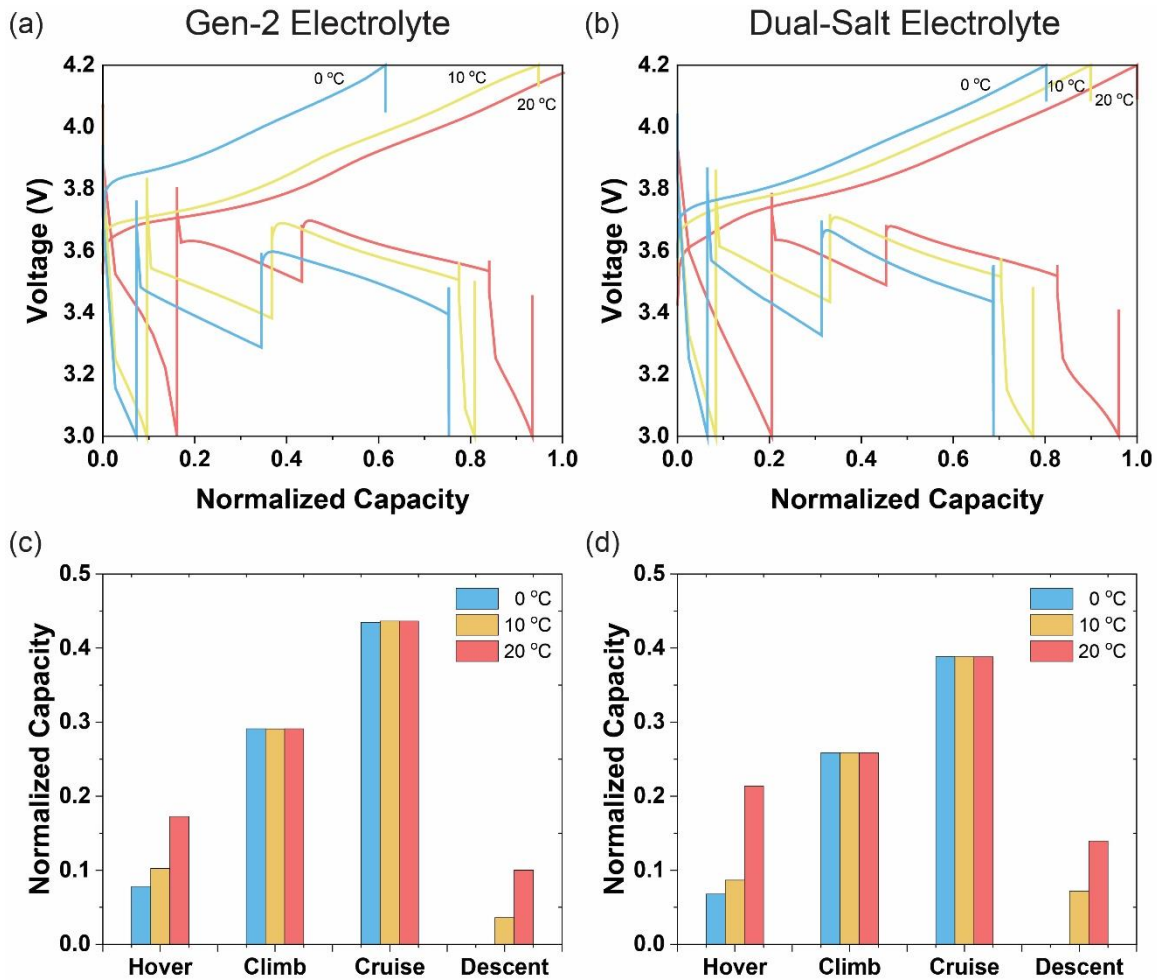 (a) Gen-2 Electrolyte
4.2
4.0
3.8
3.6
3.4
3.2
3.0
Voltage (V)
0 °C
10 °C
20 °C
0.0 0.2 0.4 0.6 0.8 1.0
Normalized Capacity
(b) Dual-Salt Electrolyte
4.2
4.0
3.8
3.6
3.4
3.2
3.0
Voltage (V)
0 °C
10 °C
20 °C
0.0 0.2 0.4 0.6 0.8 1.0
Normalized Capacity
(c)
0.5
0.4
0.3
0.2
0.1
0.0
Normalized Capacity
0 °C
10 °C
20 °C
Hover Climb Cruise Descent
(d)
0.5
0.4
0.3
0.2
0.1
0.0
Normalized Capacity
0 °C
10 °C
20 °C
Hover Climb Cruise Descent